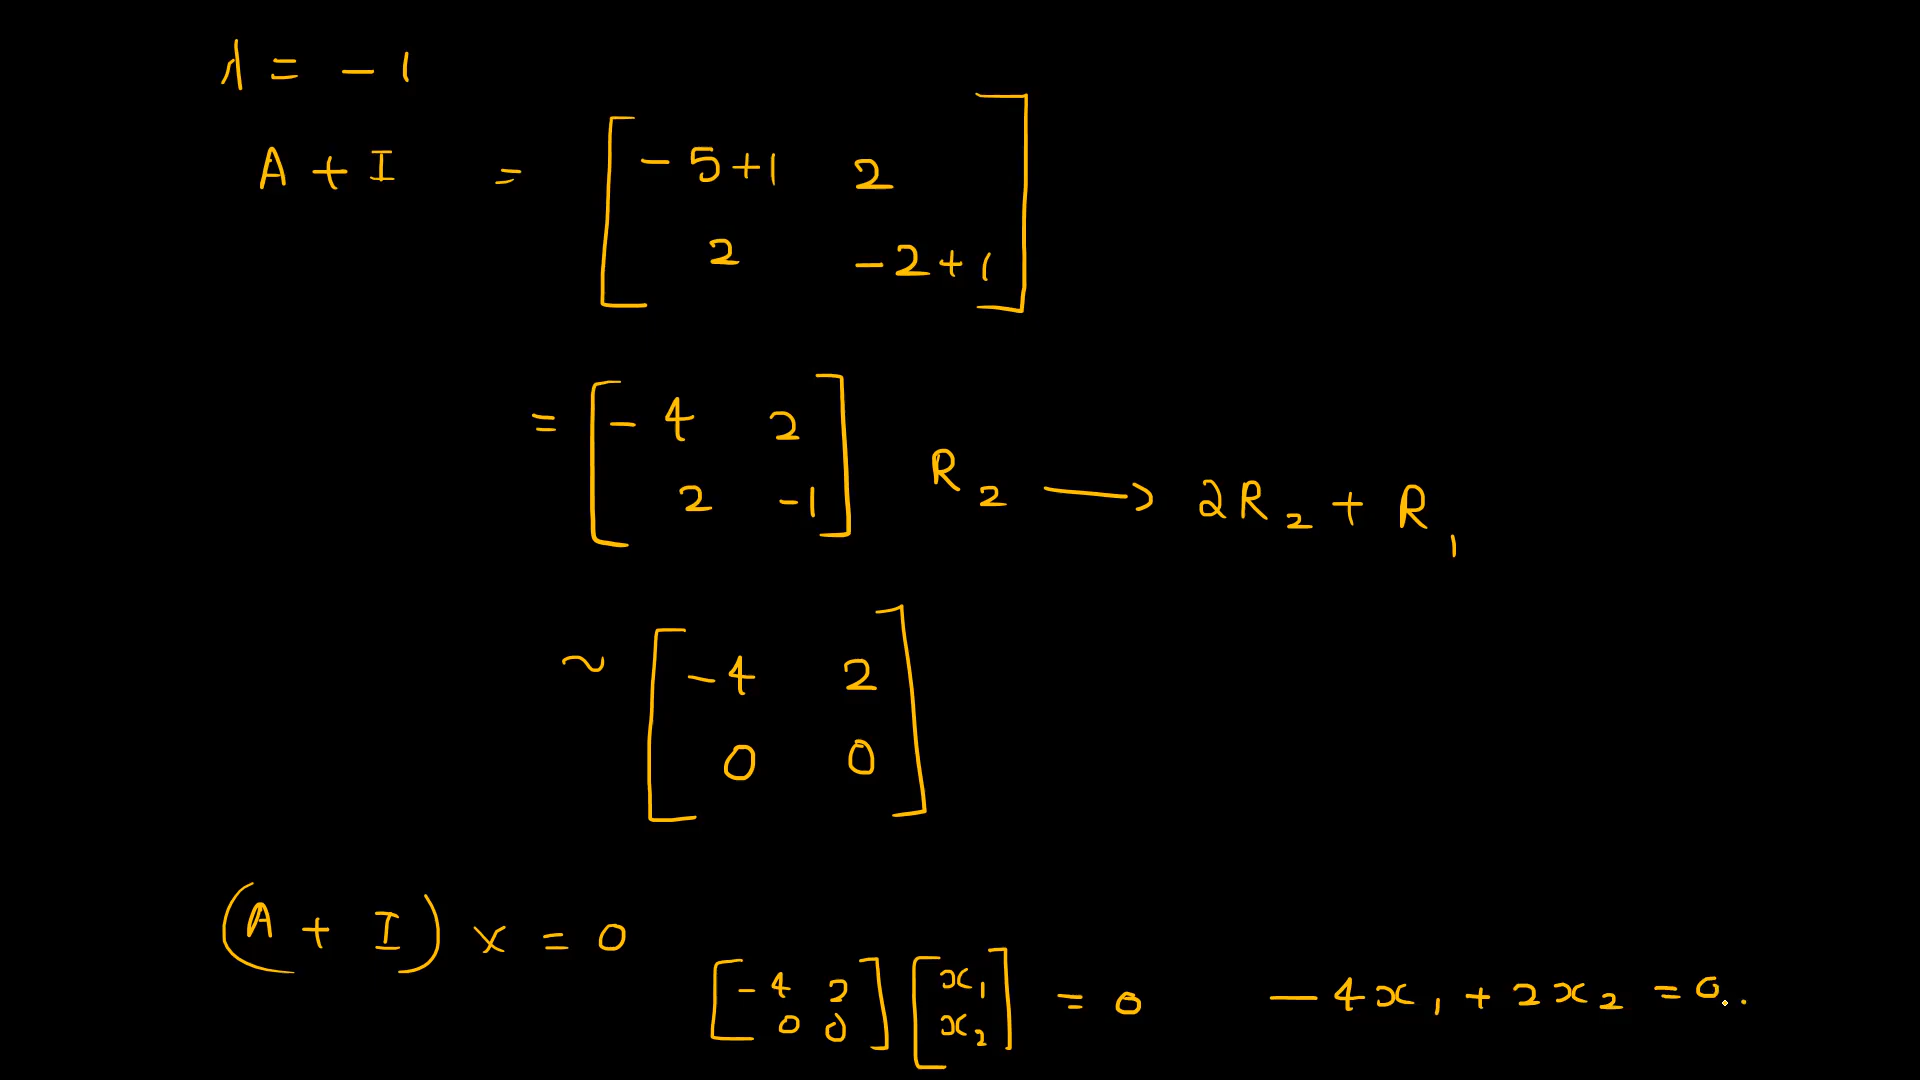 λ = - 1
A + I = [ -5+1 2
2 -2+1 ]
= [ -4 2
2 -1 ] R₂ → 2R₂ + R₁
~ [ -4 2
0 0 ]
(A + I) x = 0
[ -4 2
0 0 ] [ x₁
x₂ ] = 0 -4x₁ + 2x₂ = 0..